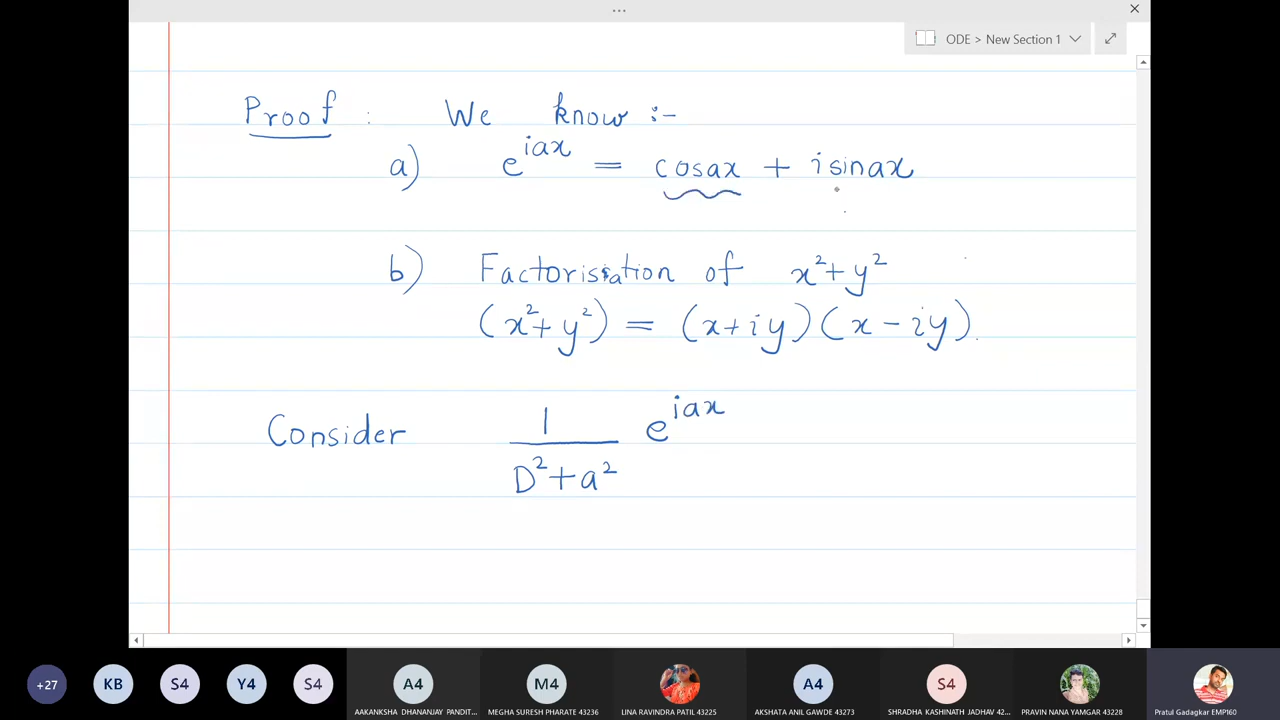 ...
ODE > New Section 1
Proof : We know :-
a) e^{iax} = cosax + isinax
b) Factorisiation of x² + y²
(x² + y²) = (x + iy) (x - iy).
Consider \frac{1}{D² + a²} e^{iax}
+27
KB
S4
Y4
S4
A4
M4
A4
S4
AAKANKSHA DHANANJAY PANDIT...
MEGHA SURESH PHARATE 43236
LINA RAVINDRA PATIL 43225
AKSHATA ANIL GAWDE 43273
SHRADHA KASHINATH JADHAV 42...
PRAVIN NANA YAMGAR 43228
Pratul Gadagkar EMP160